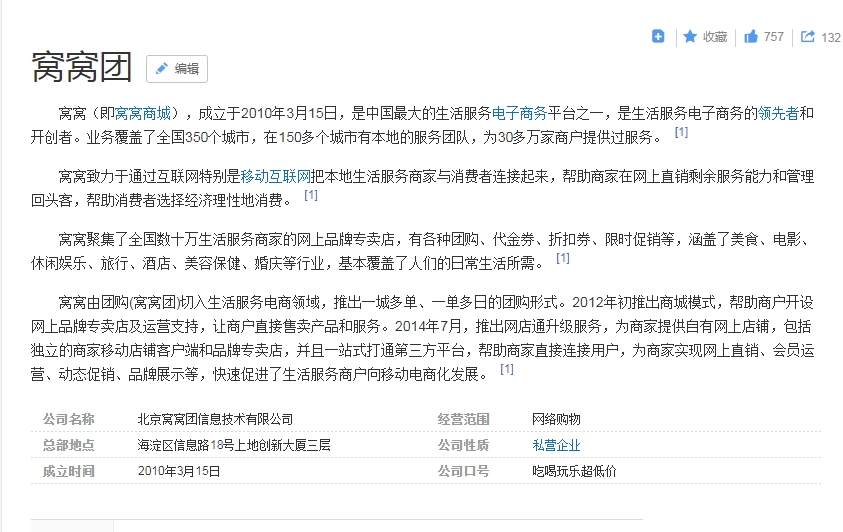 收藏 757 132
窝窝团 编辑
窝窝（即窝窝商城），成立于2010年3月15日，是中国最大的生活服务电子商务平台之一，是生活服务电子商务的领先者和
开创者。业务覆盖了全国350个城市，在150多个城市有本地的服务团队，为30多万家商户提供过服务。 [1]
窝窝致力于通过互联网特别是移动互联网把本地生活服务商家与消费者连接起来，帮助商家在网上直销剩余服务能力和管理
回头客，帮助消费者选择经济理性地消费。 [1]
窝窝聚集了全国数十万生活服务商家的网上品牌专卖店，有各种团购、代金券、折扣券、限时促销等，涵盖了美食、电影、
休闲娱乐、旅行、酒店、美容保健、婚庆等行业，基本覆盖了人们的日常生活所需。 [1]
窝窝由团购(窝窝团)切入生活服务电商领域，推出一城多单、一单多日的团购形式。2012年初推出商城模式，帮助商户开设
网上品牌专卖店及运营支持，让商户直接售卖产品和服务。2014年7月，推出网店通升级服务，为商家提供自有网上店铺，包括
独立的商家移动店铺客户端和品牌专卖店，并且一站式打通第三方平台，帮助商家直接连接用户，为商家实现网上直销、会员运
营、动态促销、品牌展示等，快速促进了生活服务商户向移动电商化发展。 [1]
公司名称 北京窝窝团信息技术有限公司 经营范围 网络购物
总部地点 海淀区信息路18号上地创新大厦三层 公司性质 私营企业
成立时间 2010年3月15日 公司口号 吃喝玩乐超低价